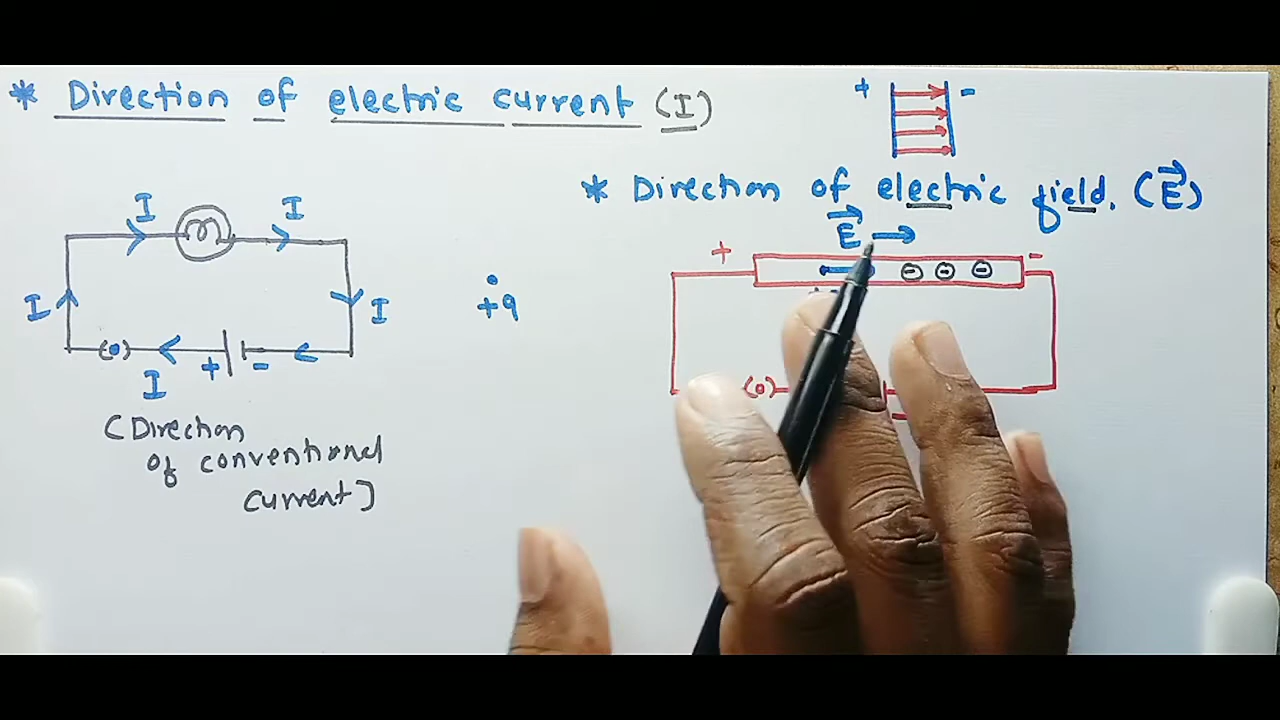 * Direction of electric current (I)
+ -
* Direction of electric field. (E)
I I
E
+ -
I I
+q
+ -
I
(Direction
of conventional
current]